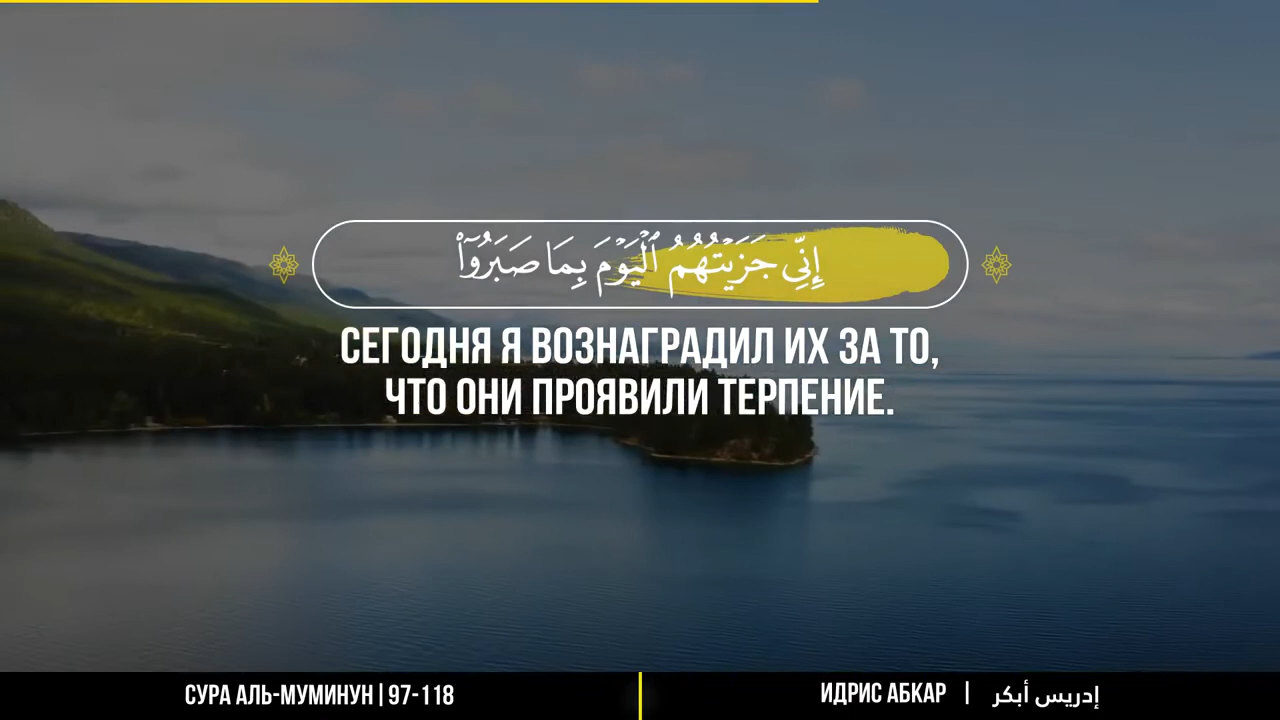 إِنِّى جَزَيْتُهُمُ ٱلْيَوْمَ بِمَا صَبَرُوٓا۟
СЕГОДНЯ Я ВОЗНАГРАДИЛ ИХ ЗА ТО,
ЧТО ОНИ ПРОЯВИЛИ ТЕРПЕНИЕ.
СУРА АЛЬ-МУМИНУН | 97-118
ИДРИС АБКАР | إدريس أبكر